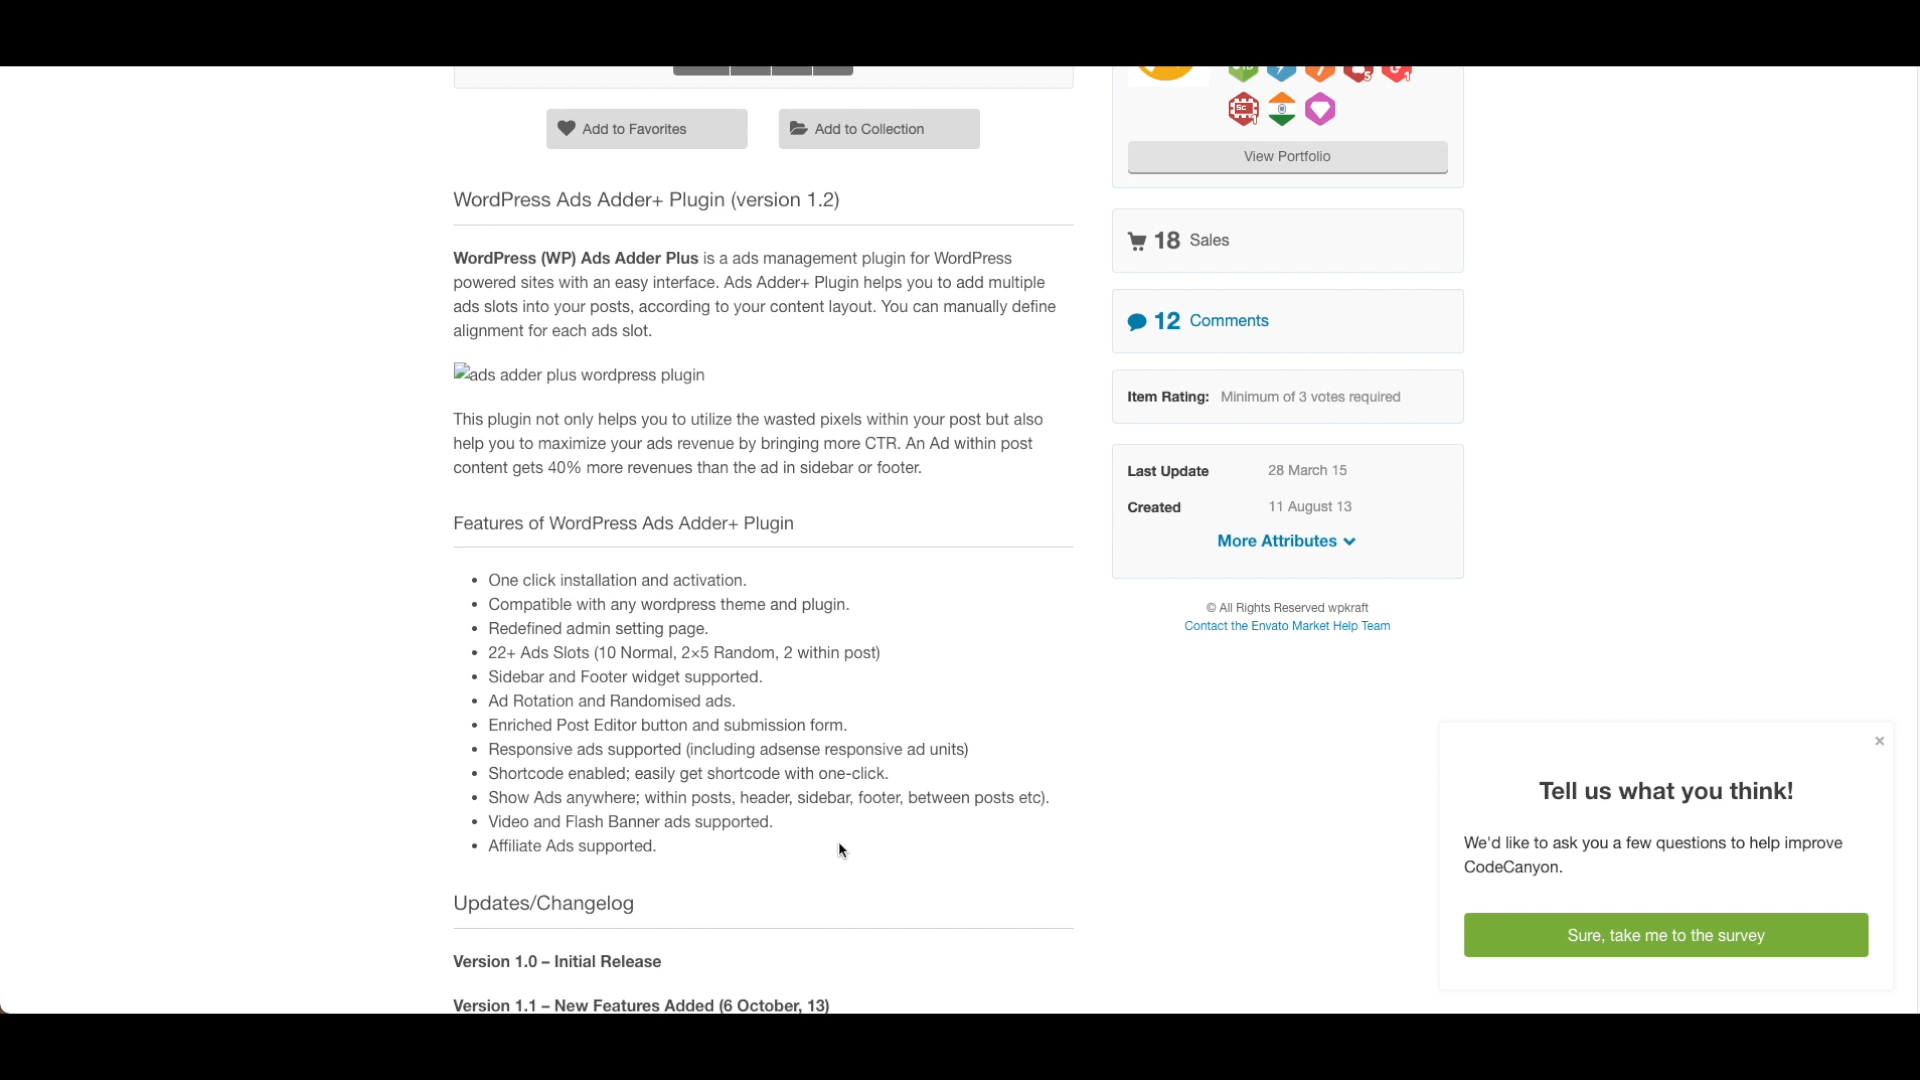 Add to Favorites
Add to Collection
WordPress Ads Adder+ Plugin (version 1.2)
WordPress (WP) Ads Adder Plus is a ads management plugin for WordPress
powered sites with an easy interface. Ads Adder+ Plugin helps you to add multiple
ads slots into your posts, according to your content layout. You can manually define
alignment for each ads slot.
ads adder plus wordpress plugin
This plugin not only helps you to utilize the wasted pixels within your post but also
help you to maximize your ads revenue by bringing more CTR. An Ad within post
content gets 40% more revenues than the ad in sidebar or footer.
Features of WordPress Ads Adder+ Plugin
• One click installation and activation.
• Compatible with any wordpress theme and plugin.
• Redefined admin setting page.
• 22+ Ads Slots (10 Normal, 2×5 Random, 2 within post)
• Sidebar and Footer widget supported.
• Ad Rotation and Randomised ads.
• Enriched Post Editor button and submission form.
• Responsive ads supported (including adsense responsive ad units)
• Shortcode enabled; easily get shortcode with one-click.
• Show Ads anywhere; within posts, header, sidebar, footer, between posts etc).
• Video and Flash Banner ads supported.
• Affiliate Ads supported.
Updates/Changelog
Version 1.0 – Initial Release
Version 1.1 – New Features Added (6 October, 13)
View Portfolio
18 Sales
12 Comments
Item Rating: Minimum of 3 votes required
Last Update 28 March 15
Created 11 August 13
More Attributes
© All Rights Reserved wpkraft
Contact the Envato Market Help Team
×
Tell us what you think!
We'd like to ask you a few questions to help improve
CodeCanyon.
Sure, take me to the survey